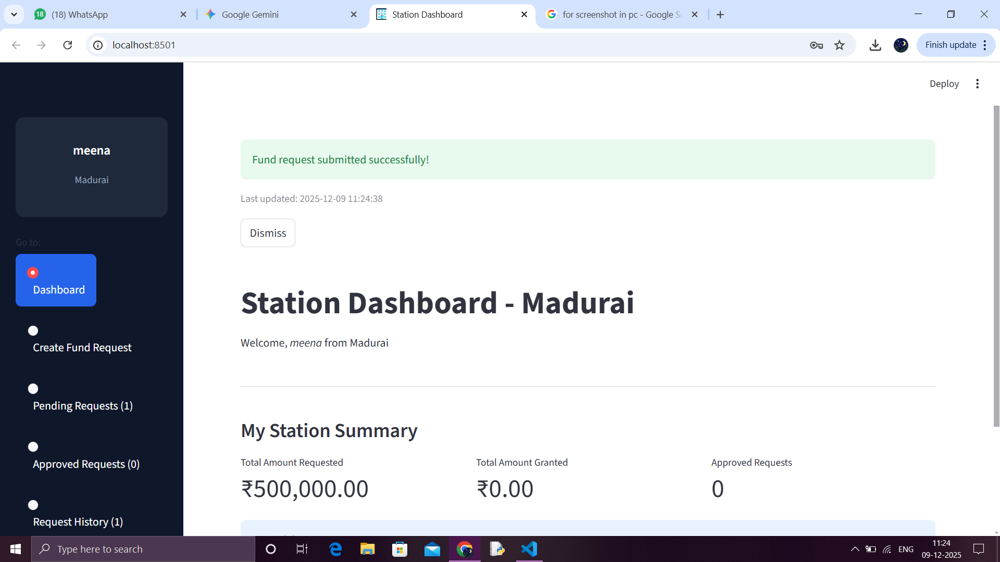 (18) WhatsApp
Google Gemini
Station Dashboard
for screenshot in pc - Google Se
localhost:8501
Finish update
Deploy
meena
Madurai
Go to:
Dashboard
Create Fund Request
Pending Requests (1)
Approved Requests (0)
Request History (1)
Fund request submitted successfully!
Last updated: 2025-12-09 11:24:38
Dismiss
Station Dashboard - Madurai
Welcome, meena from Madurai
My Station Summary
Total Amount Requested
₹500,000.00
Total Amount Granted
₹0.00
Approved Requests
0
Type here to search
ENG
11:24
09-12-2025